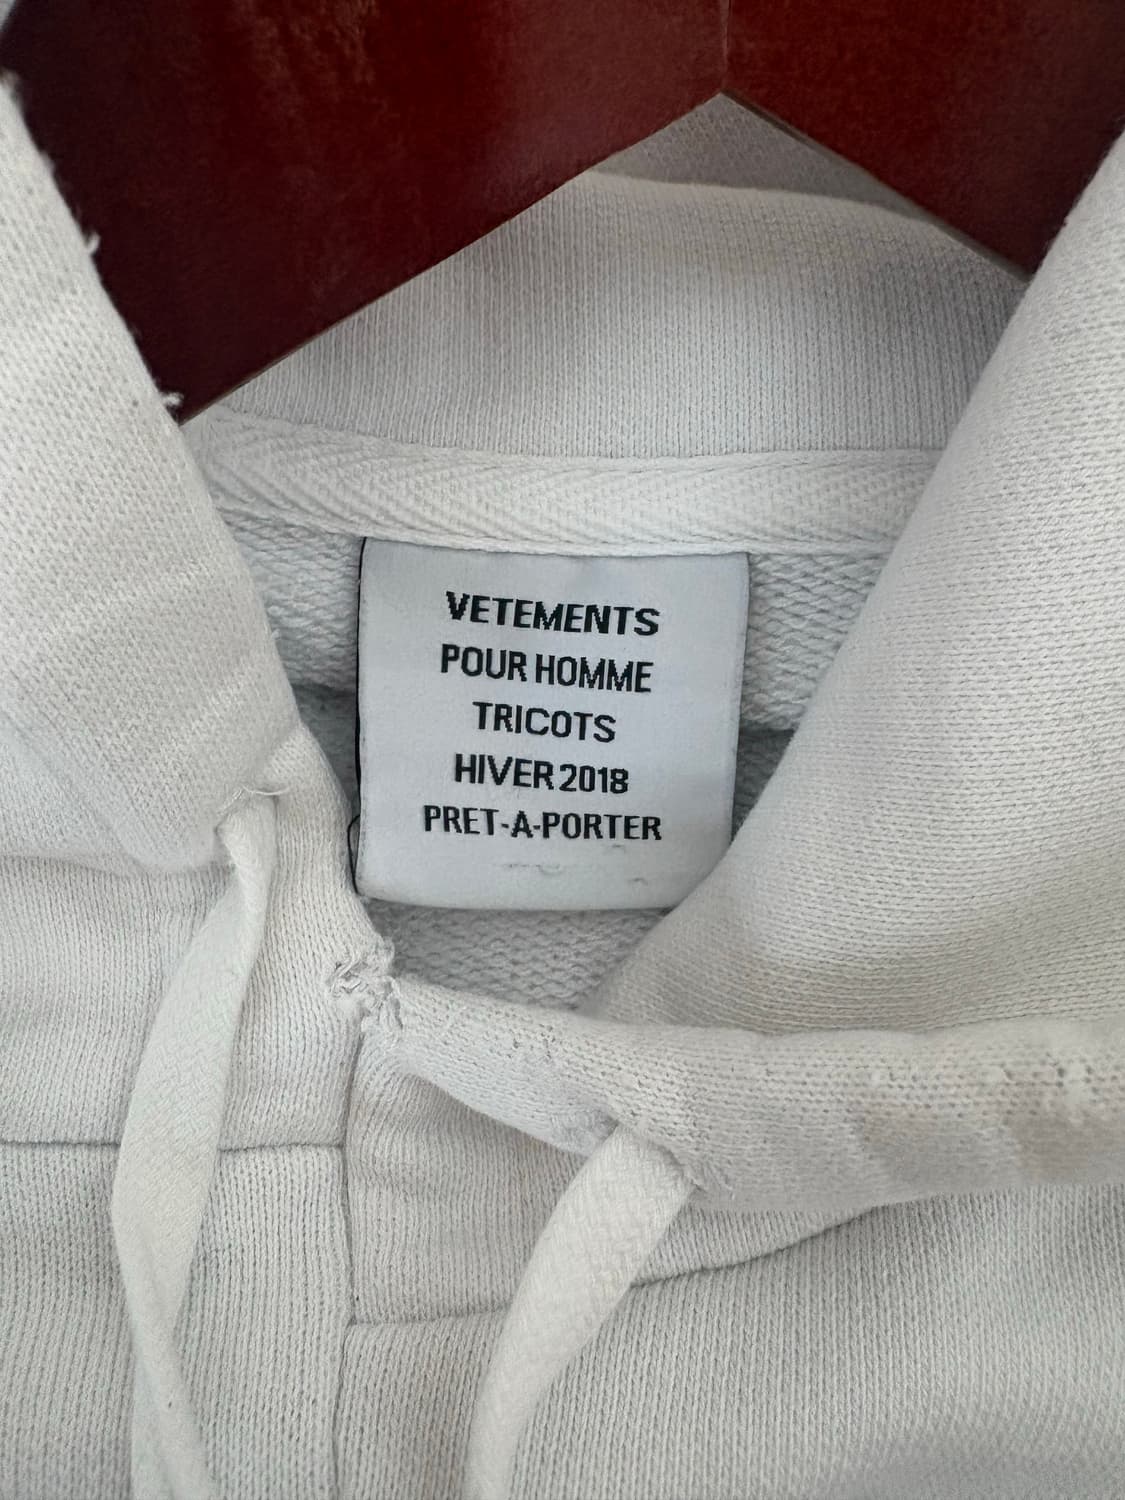 VETEMENTS
POUR HOMME
TRICOTS
HIVER 2018
PRET-A-PORTER